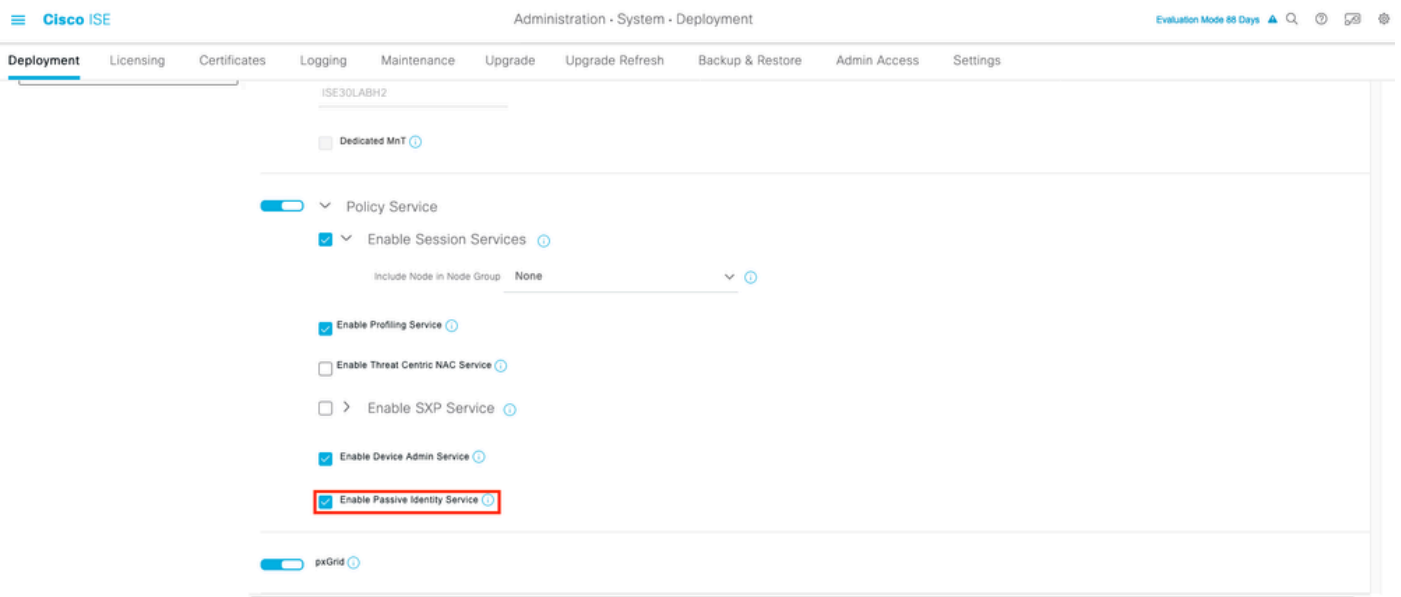 Cisco ISE
Administration · System · Deployment
Evaluation Mode 88 Days
Deployment Licensing Certificates Logging Maintenance Upgrade Upgrade Refresh Backup & Restore Admin Access Settings
ISE30LABH2
Dedicated MnT
Policy Service
Enable Session Services
Include Node in Node Group None
Enable Profiling Service
Enable Threat Centric NAC Service
Enable SXP Service
Enable Device Admin Service
Enable Passive Identity Service
pxGrid